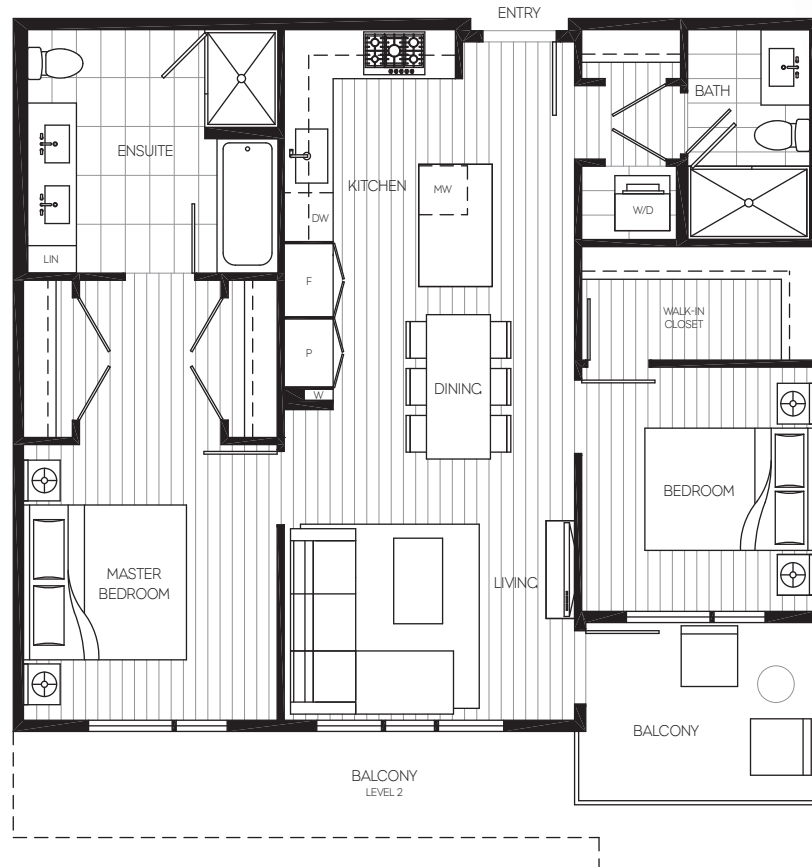 ENTRY
BATH
ENSUITE
KITCHEN
MW
DW
W/D
LIN
F
WALK-IN
CLOSET
P
DINING
W
BEDROOM
MASTER
BEDROOM
LIVING
BALCONY
BALCONY
LEVEL 2